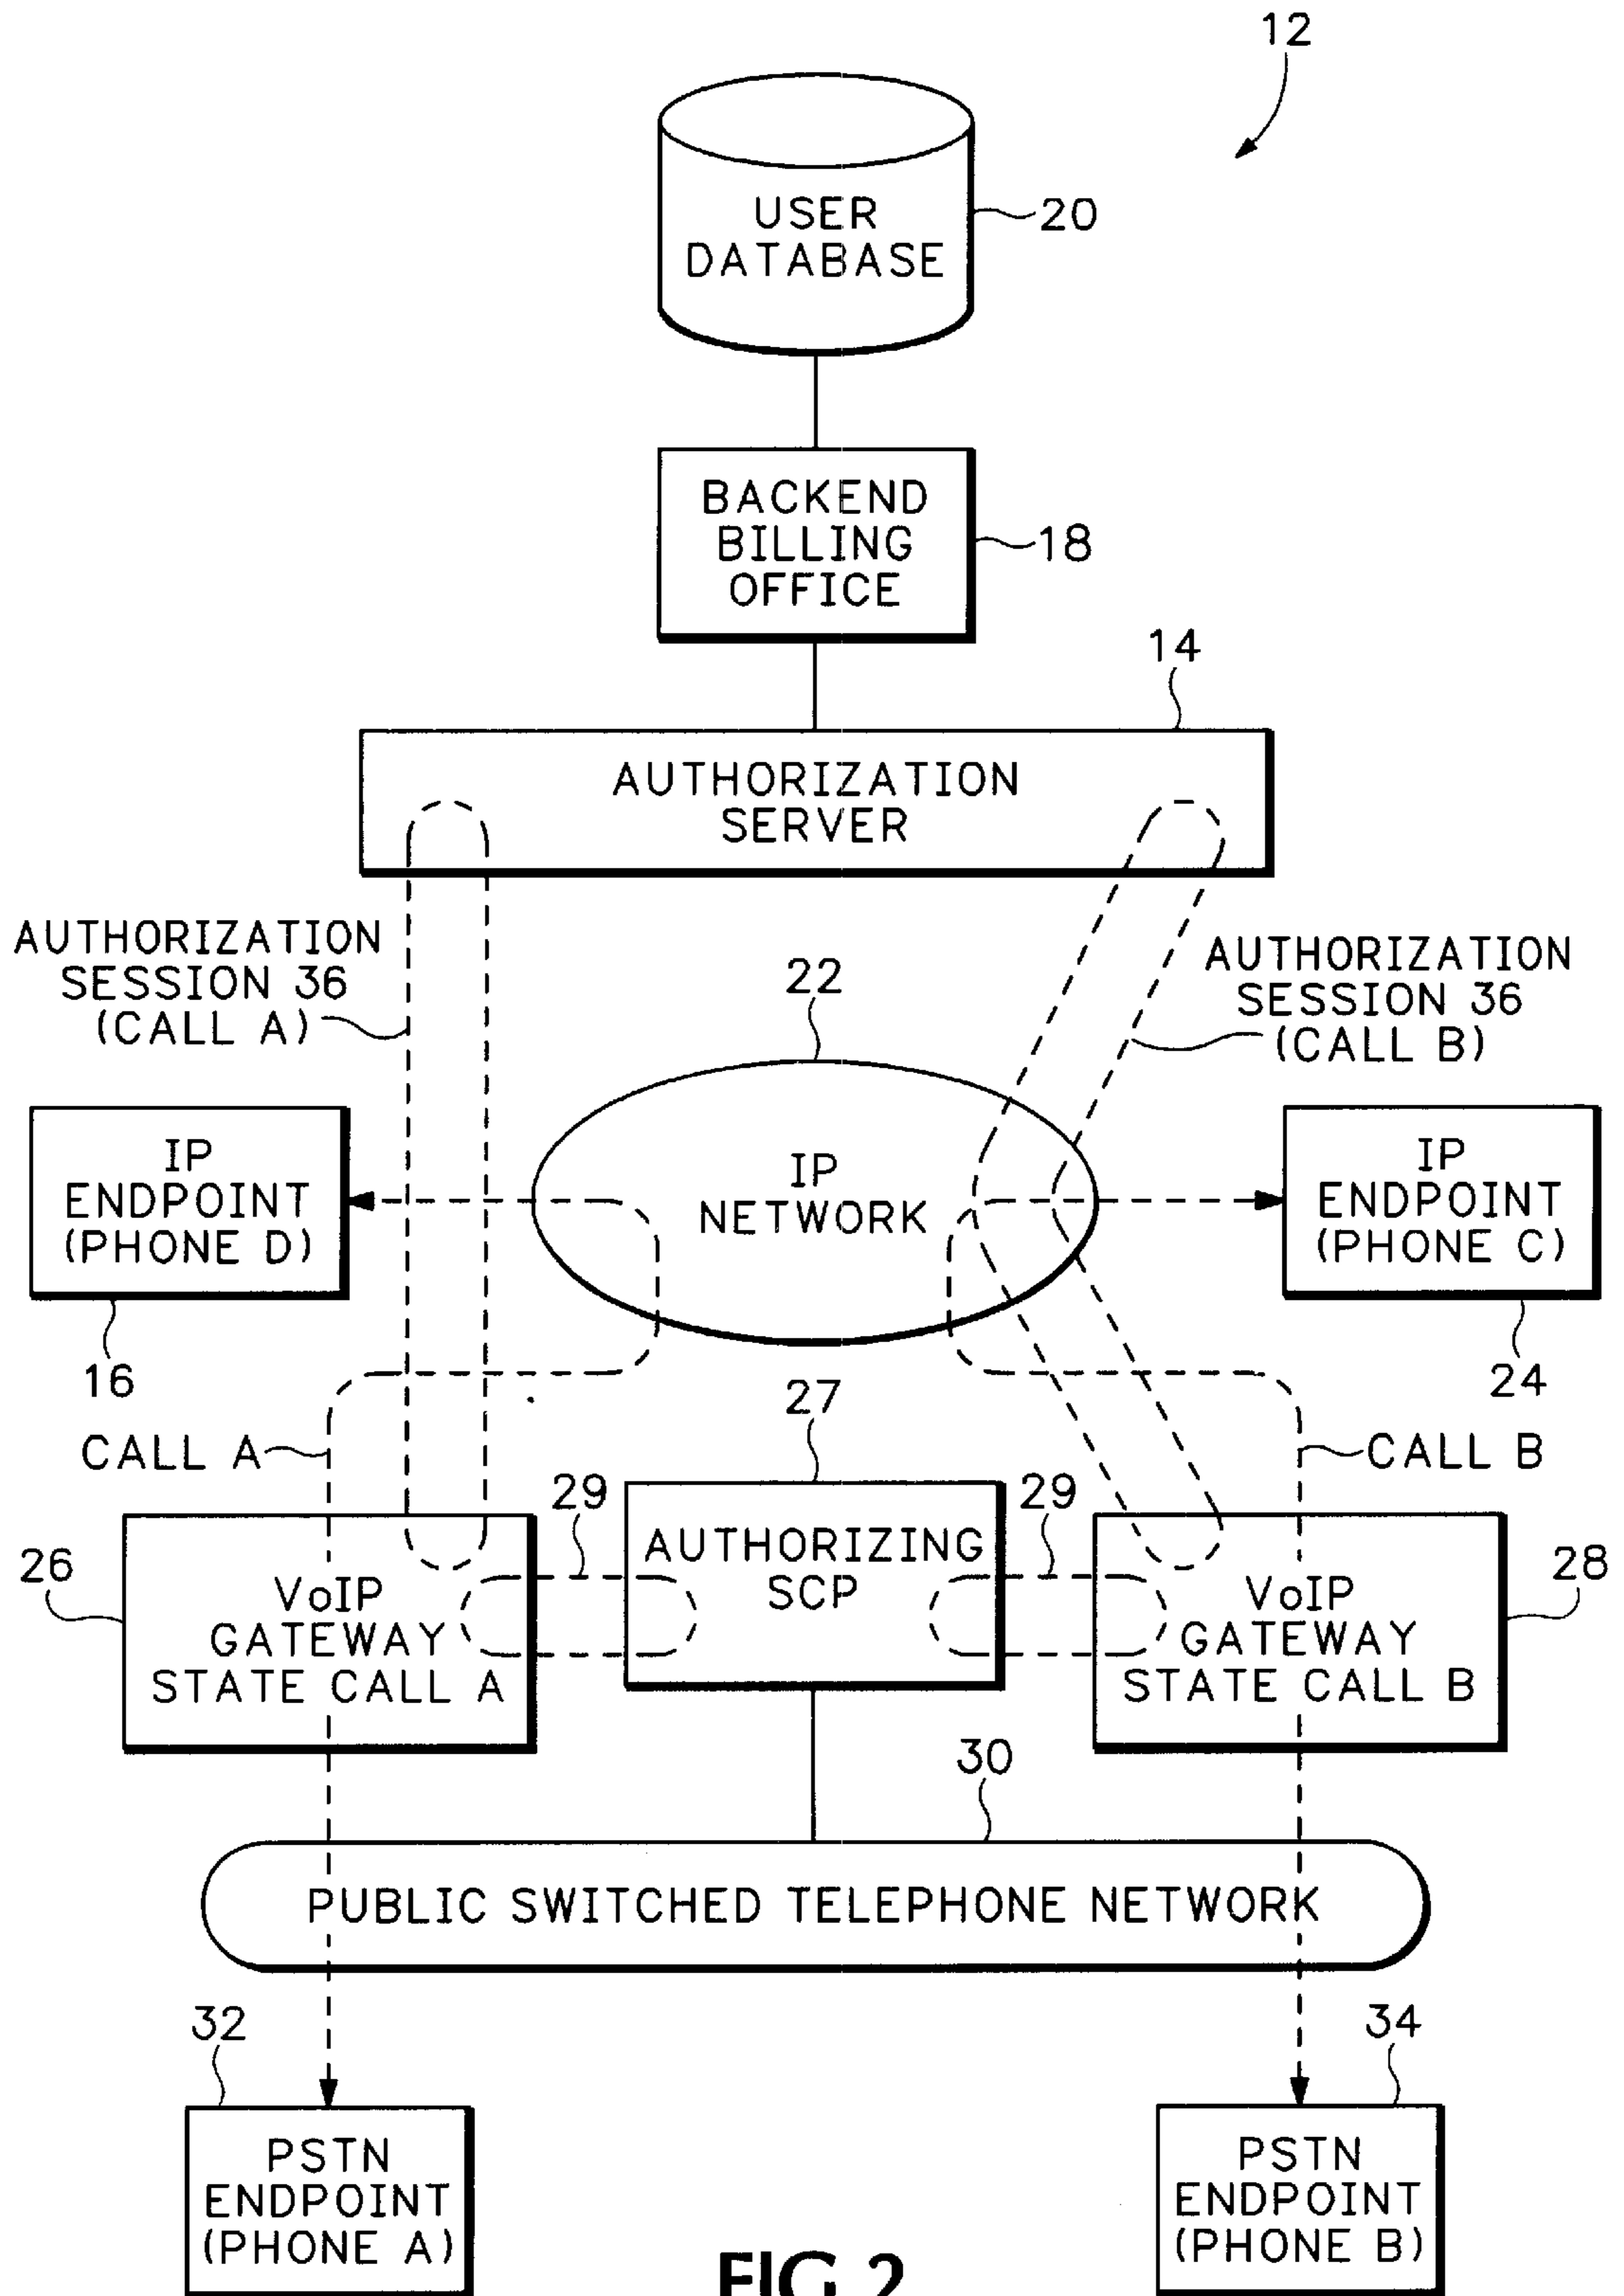 12
USER
DATABASE
20
BACKEND
BILLING
OFFICE
18
14
AUTHORIZATION
SERVER
AUTHORIZATION
SESSION 36
(CALL A)
22
AUTHORIZATION
SESSION 36
(CALL B)
IP
ENDPOINT
(PHONE D)
16
IP
NETWORK
IP
ENDPOINT
(PHONE C)
24
CALL A
27
CALL B
29
29
26
VoIP
GATEWAY
STATE CALL A
AUTHORIZING
SCP
VoIP
GATEWAY
STATE CALL B
28
30
PUBLIC SWITCHED TELEPHONE NETWORK
32
34
PSTN
ENDPOINT
(PHONE A)
PSTN
ENDPOINT
(PHONE B)
FIG.2